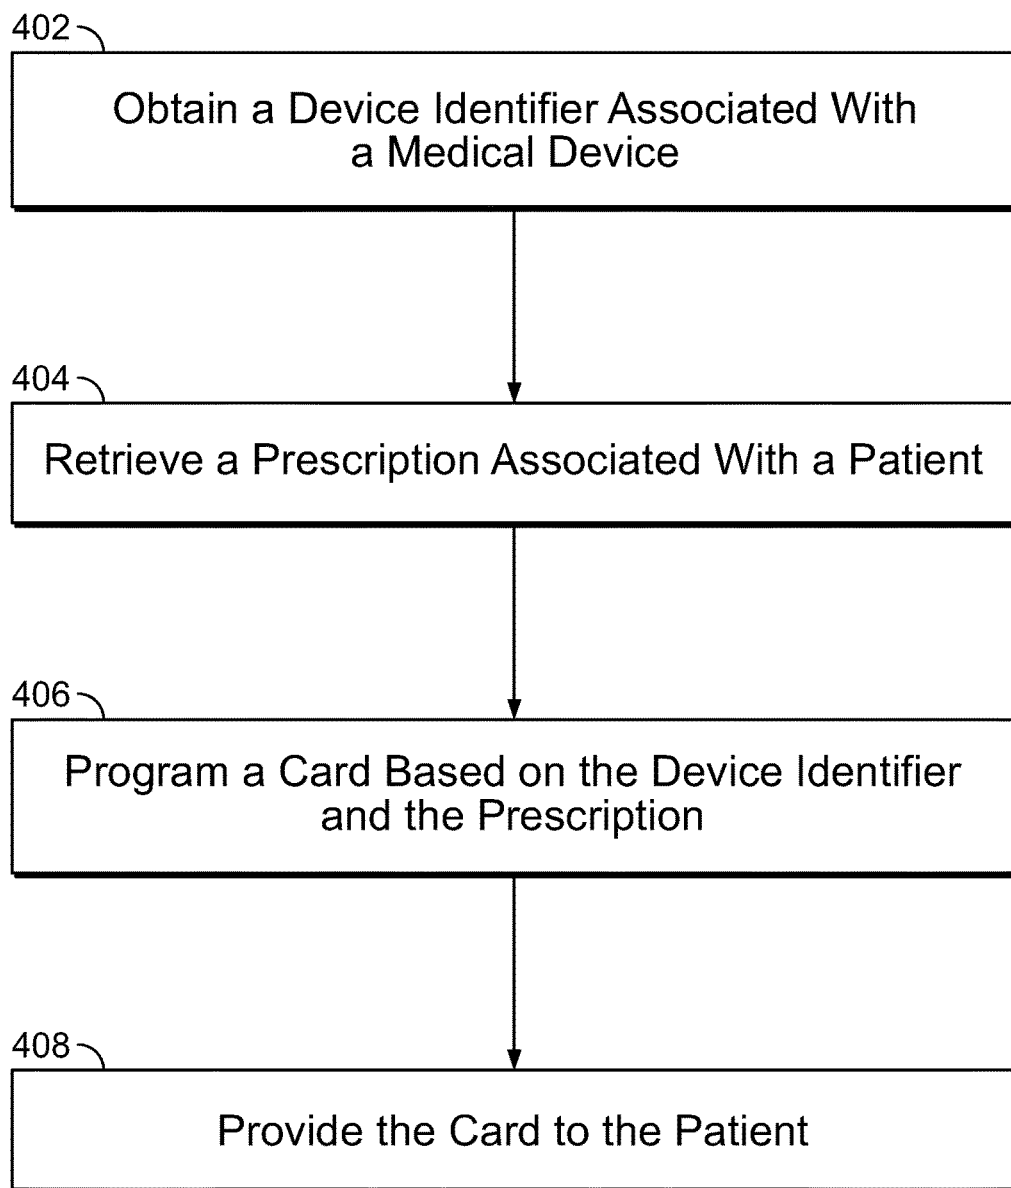 402
Obtain a Device Identifier Associated With
a Medical Device
404
Retrieve a Prescription Associated With a Patient
406
Program a Card Based on the Device Identifier
and the Prescription
408
Provide the Card to the Patient